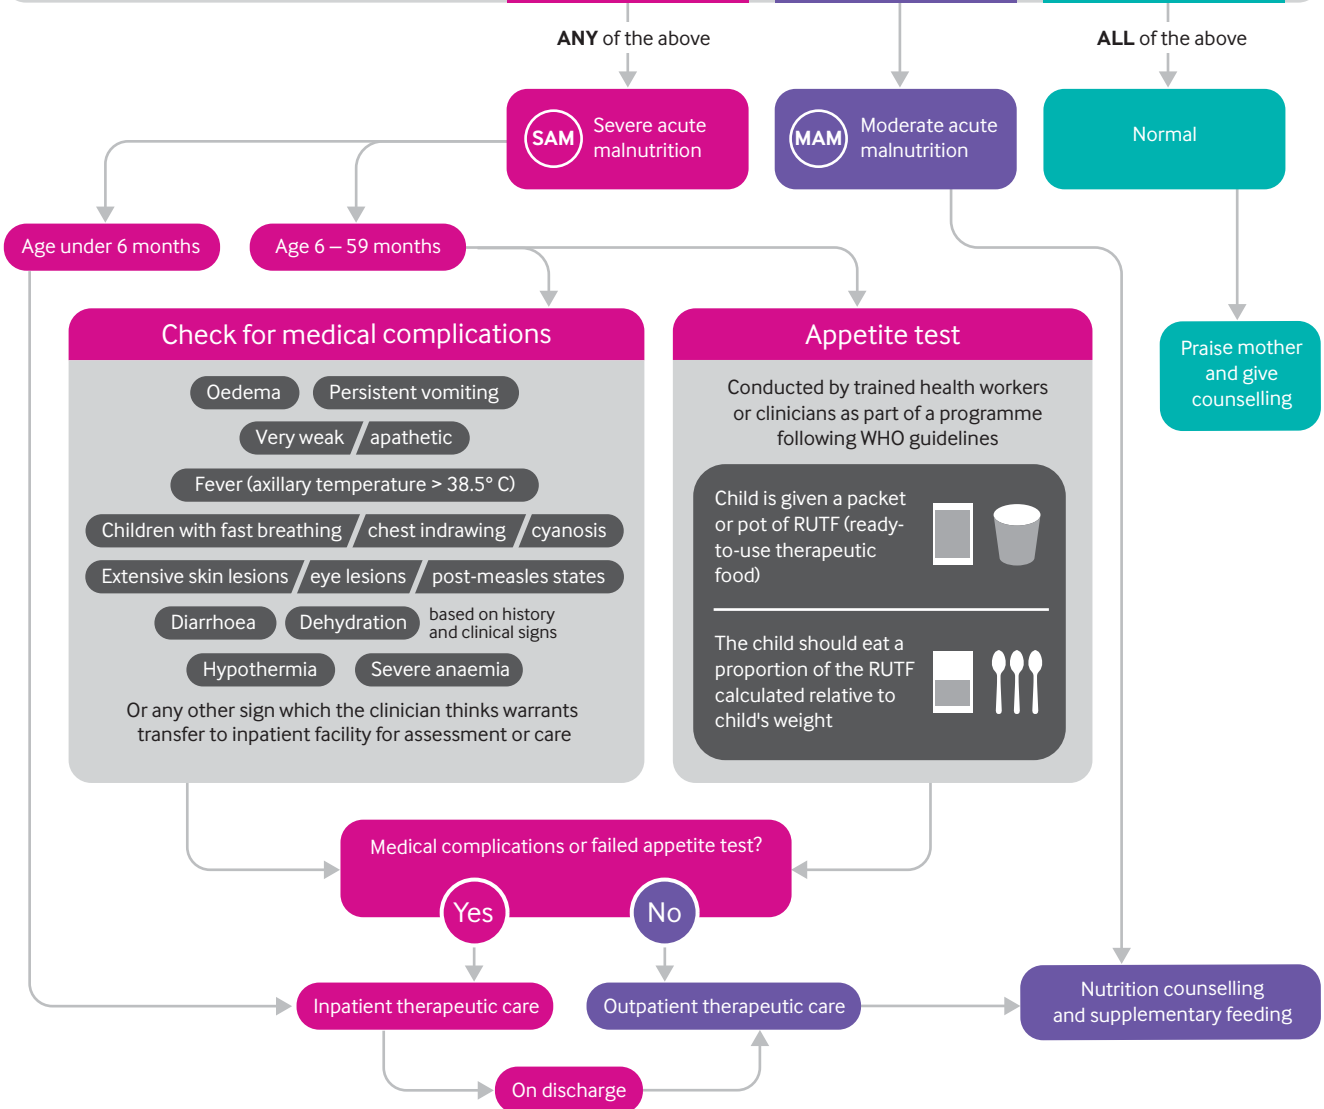 ANY of the above
ALL of the above
SAM
Severe acute
malnutrition
MAM
Moderate acute
malnutrition
Normal
Age under 6 months
Age 6 – 59 months
Check for medical complications
Oedema
Persistent vomiting
Very weak / apathetic
Fever (axillary temperature > 38.5° C)
Children with fast breathing / chest indrawing / cyanosis
Extensive skin lesions / eye lesions / post-measles states
Diarrhoea
Dehydration
based on history
and clinical signs
Hypothermia
Severe anaemia
Or any other sign which the clinician thinks warrants
transfer to inpatient facility for assessment or care
Appetite test
Conducted by trained health workers
or clinicians as part of a programme
following WHO guidelines
Child is given a packet
or pot of RUTF (ready-
to-use therapeutic
food)
The child should eat a
proportion of the RUTF
calculated relative to
child's weight
Praise mother
and give
counselling
Medical complications or failed appetite test?
Yes
No
Inpatient therapeutic care
Outpatient therapeutic care
Nutrition counselling
and supplementary feeding
On discharge